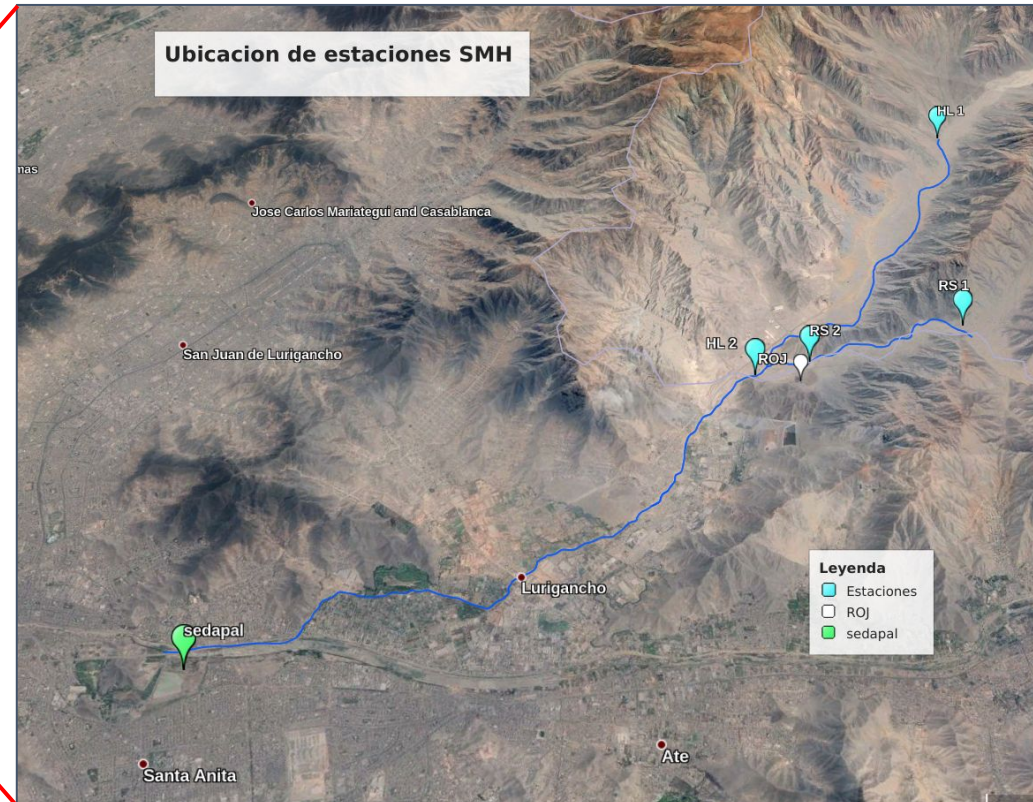 Ubicacion de estaciones SMH
HL 1
mas
Jose Carlos Mariategui and Casablanca
RS 1
RS 2
HL 2
ROJ
San Juan de Lurigancho
Leyenda
Estaciones
ROJ
sedapal
Lurigancho
sedapal
Ate
Santa Anita